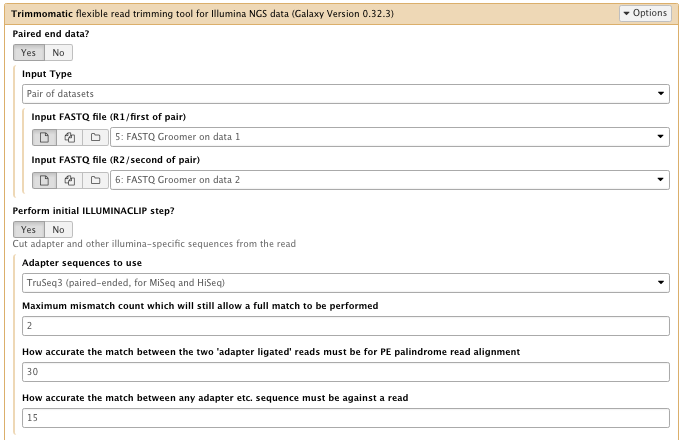 Trimmomatic flexible read trimming tool for Illumina NGS data (Galaxy Version 0.32.3)
Options
Paired end data?
Yes No
Input Type
Pair of datasets
Input FASTQ file (R1/first of pair)
5: FASTQ Groomer on data 1
Input FASTQ file (R2/second of pair)
6: FASTQ Groomer on data 2
Perform initial ILLUMINACLIP step?
Yes No
Cut adapter and other illumina-specific sequences from the read
Adapter sequences to use
TruSeq3 (paired-ended, for MiSeq and HiSeq)
Maximum mismatch count which will still allow a full match to be performed
2
How accurate the match between the two 'adapter ligated' reads must be for PE palindrome read alignment
30
How accurate the match between any adapter etc. sequence must be against a read
15